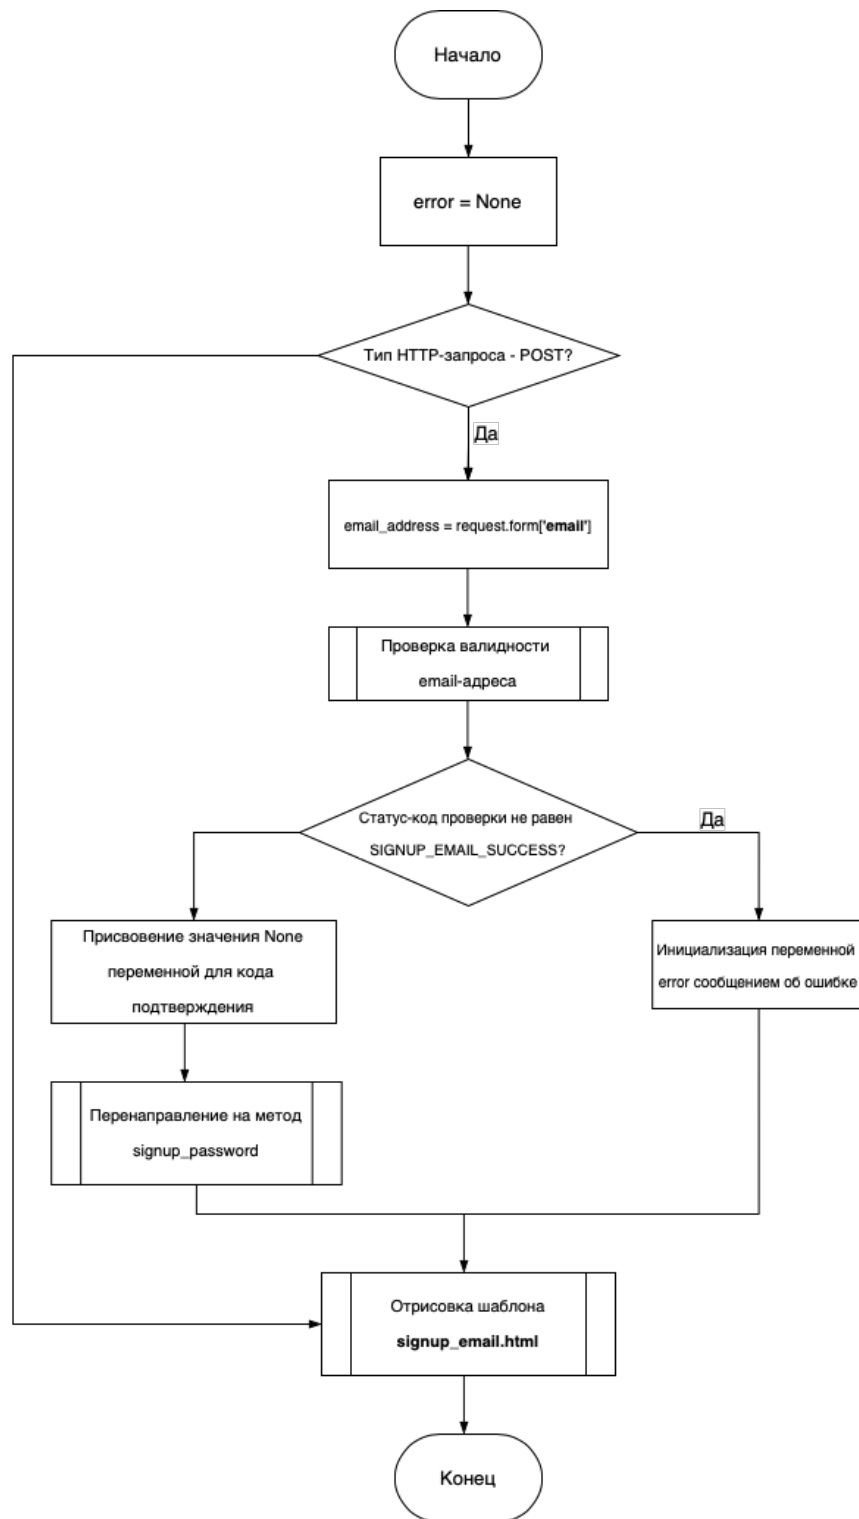 Начало
error = None
Тип HTTP-запроса - POST?
Да
email_address = request.form['email']
Проверка валидности
email-адреса
Статус-код проверки не равен
SIGNUP_EMAIL_SUCCESS?
Да
Присвовение значения None
переменной для кода
подтверждения
Инициализация переменной
error сообщением об ошибке
Перенаправление на метод
signup_password
Отрисовка шаблона
signup_email.html
Конец